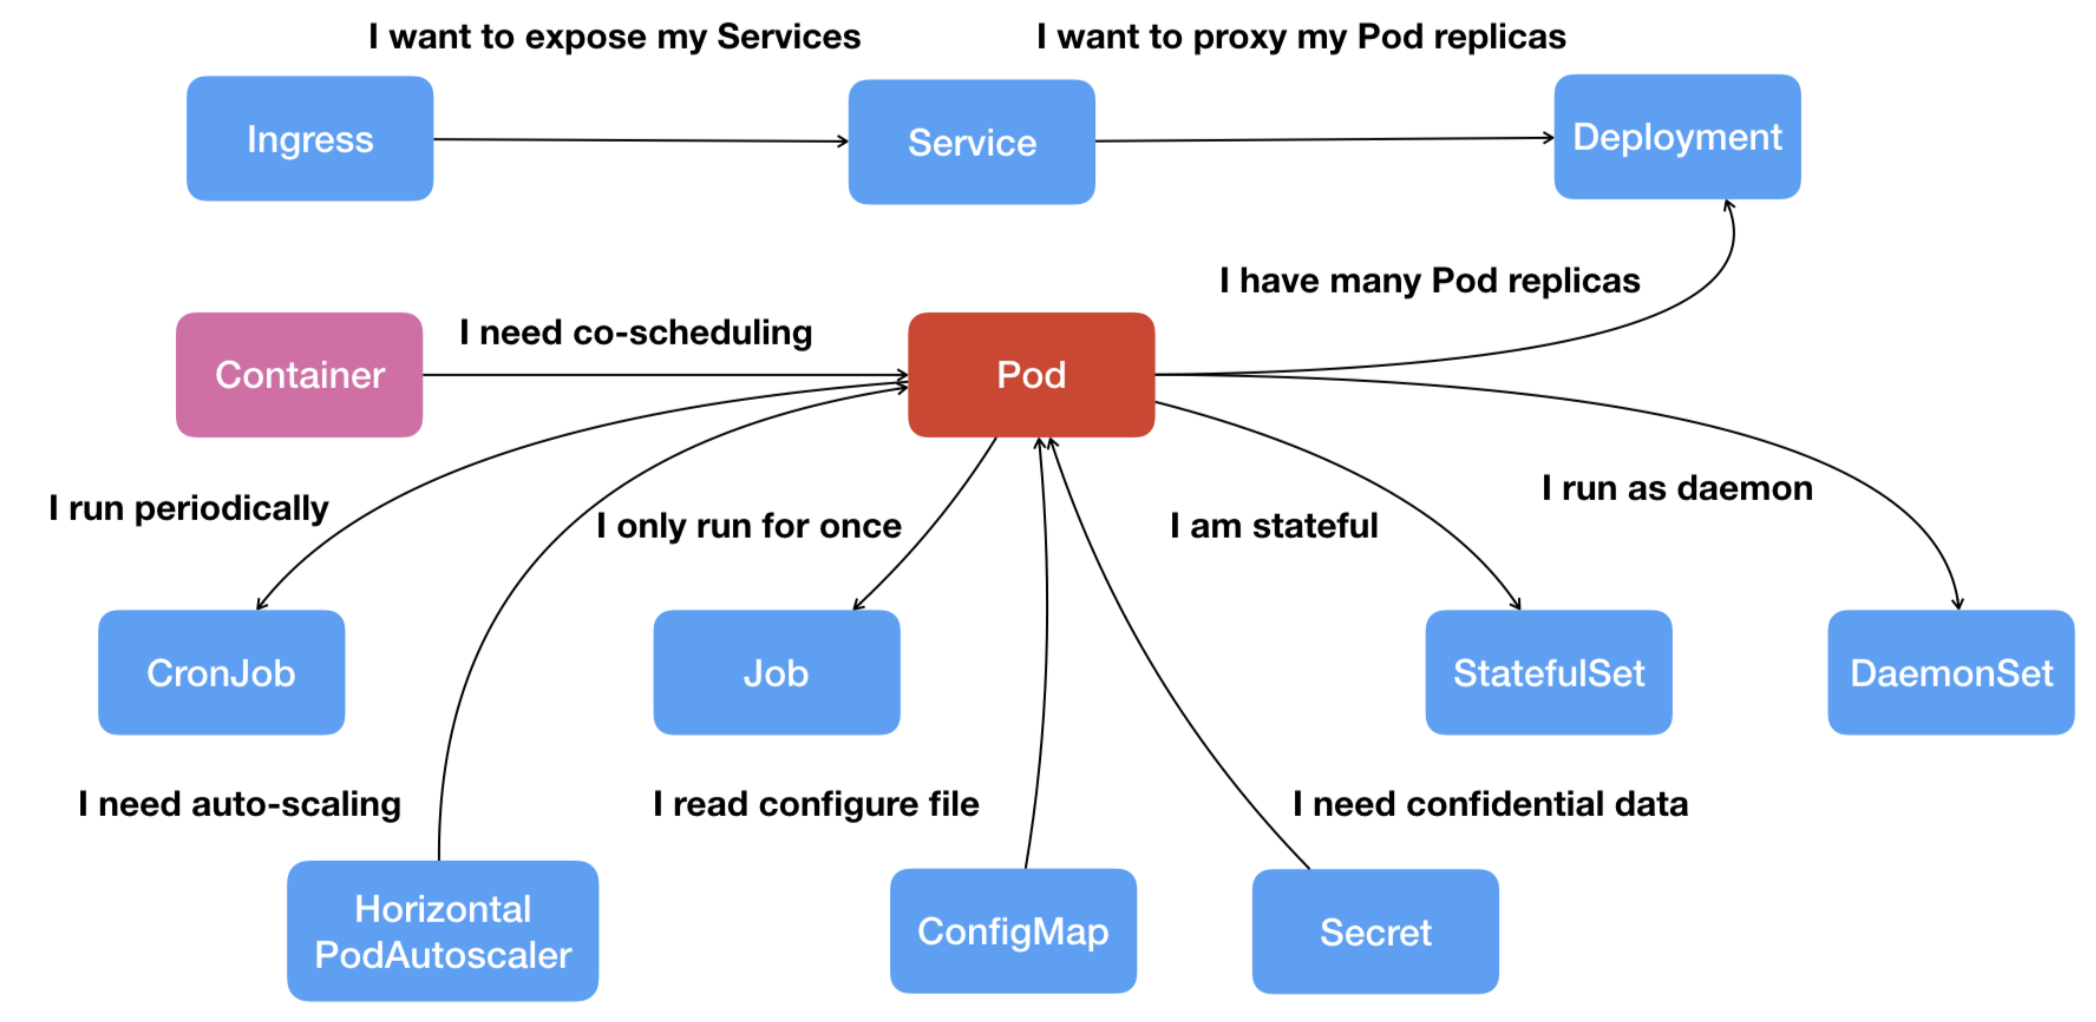 I want to expose my Services
I want to proxy my Pod replicas
Ingress
Service
Deployment
I have many Pod replicas
I need co-scheduling
Container
Pod
I run periodically
I only run for once
I am stateful
I run as daemon
CronJob
Job
StatefulSet
DaemonSet
I need auto-scaling
I read configure file
I need confidential data
Horizontal
PodAutoscaler
ConfigMap
Secret